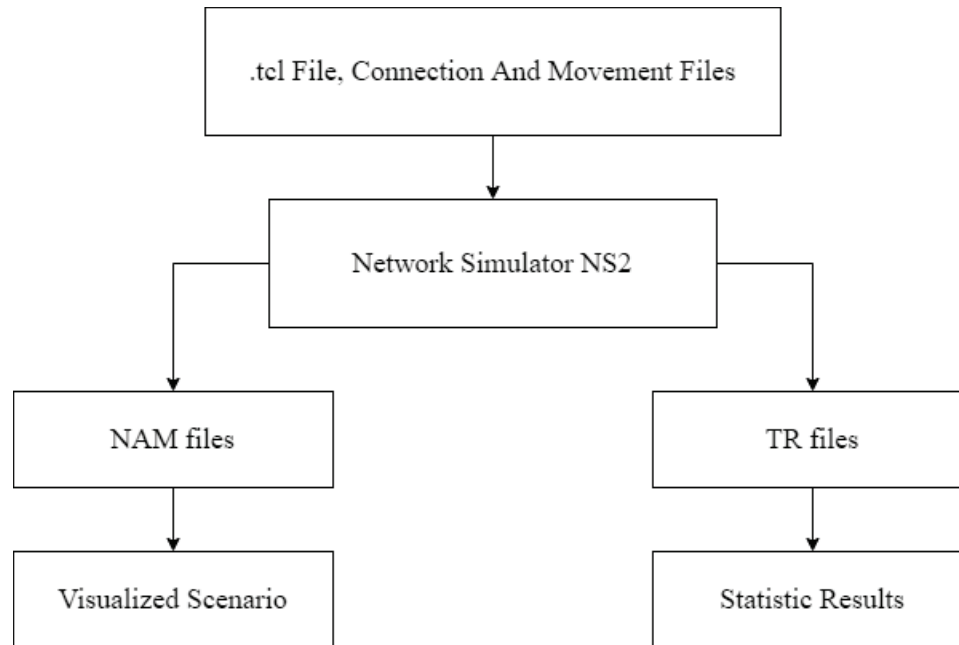 .tcl File, Connection And Movement Files
Network Simulator NS2
NAM files
TR files
Visualized Scenario
Statistic Results